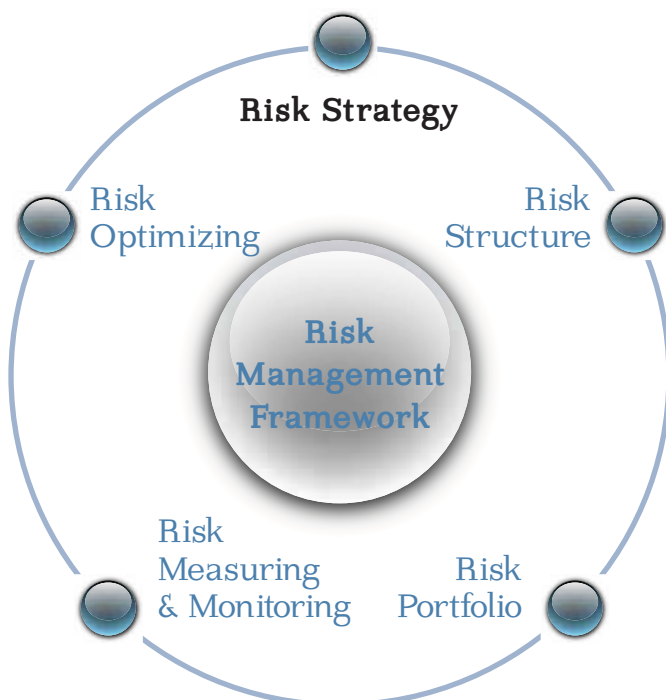 Risk Strategy
Risk
Optimizing
Risk
Structure
Risk
Management
Framework
Risk
Measuring
& Monitoring
Risk
Portfolio